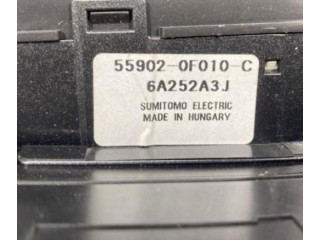 55902-0F010-C
6A252A3J
SUMITOMO ELECTRIC
MADE IN HUNGARY